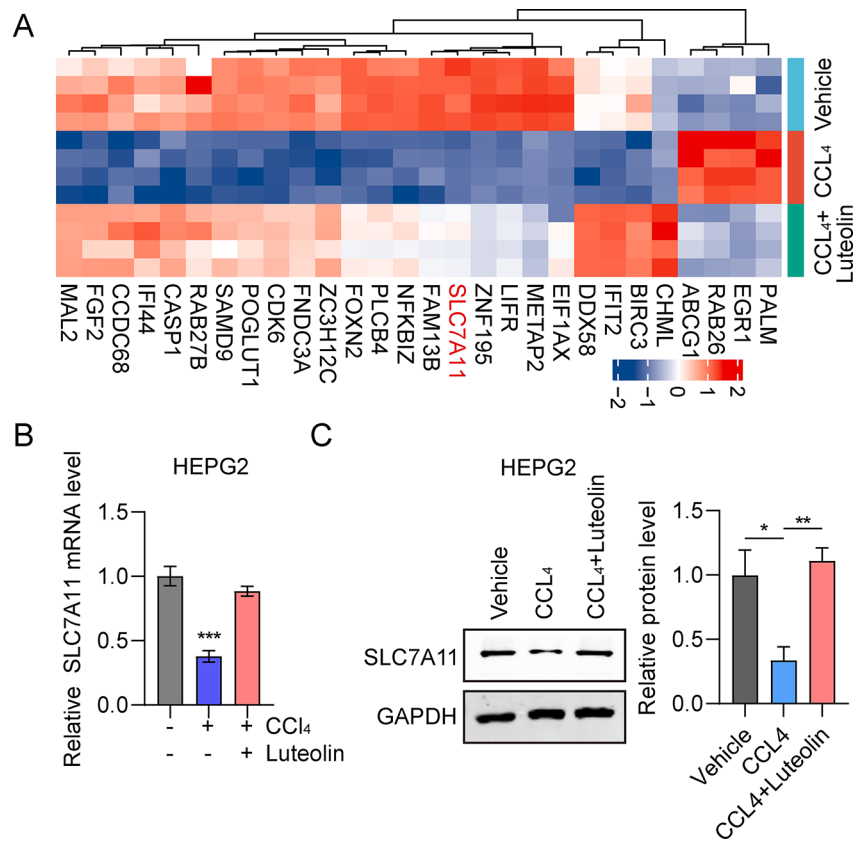 A
Vehicle
CCL₄
CCL₄+
Luteolin
MAL2
FGF2
CCDC68
IFI44
CASP1
RAB27B
SAMD9
POGLUT1
CDK6
FNDC3A
ZC3H12C
FOXN2
PLCB4
NFKBIZ
FAM13B
SLC7A11
ZNF195
LIFR
METAP2
EIF1AX
DDX58
IFIT2
BIRC3
CHML
ABCG1
RAB26
EGR1
PALM
-2 -1 0 1 2
B
HEPG2
Relative SLC7A11 mRNA level
1.5
1.0
0.5
0.0
***
- + + CCl₄
- - + Luteolin
C
HEPG2
Vehicle
CCL₄
CCL₄+Luteolin
SLC7A11
GAPDH
Relative protein level
1.5
1.0
0.5
0.0
* **
Vehicle
CCL4
CCL4+Luteolin